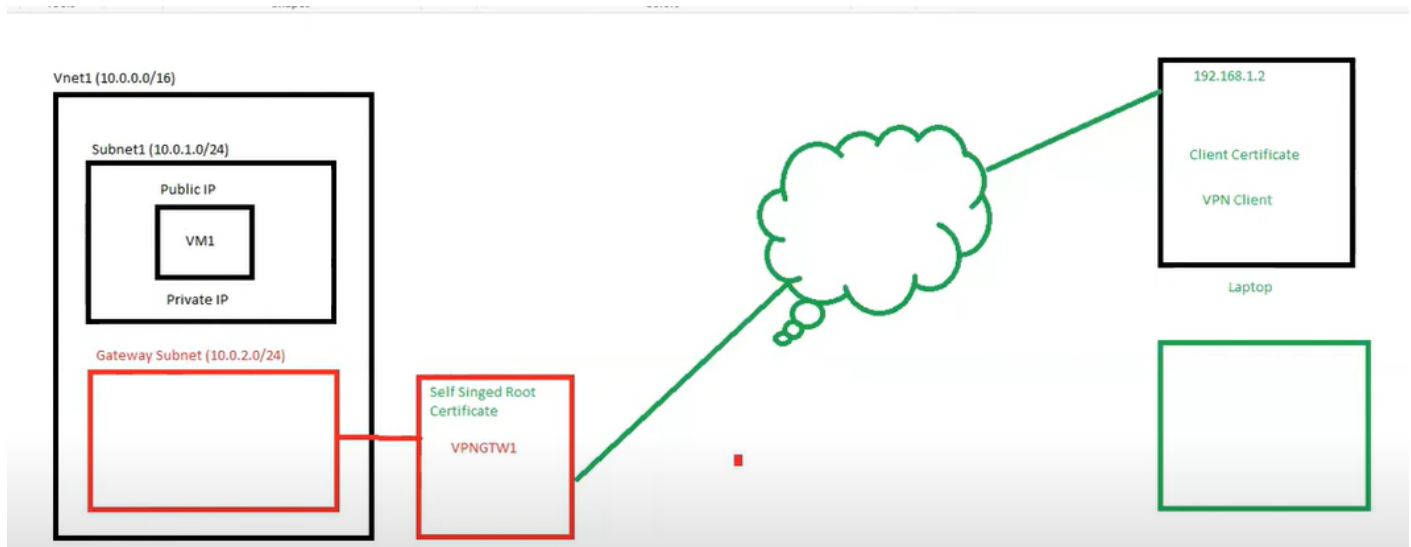 Vnet1 (10.0.0.0/16)
Subnet1 (10.0.1.0/24)
Public IP
VM1
Private IP
Gateway Subnet (10.0.2.0/24)
Self Singed Root
Certificate
VPNGTW1
192.168.1.2
Client Certificate
VPN Client
Laptop